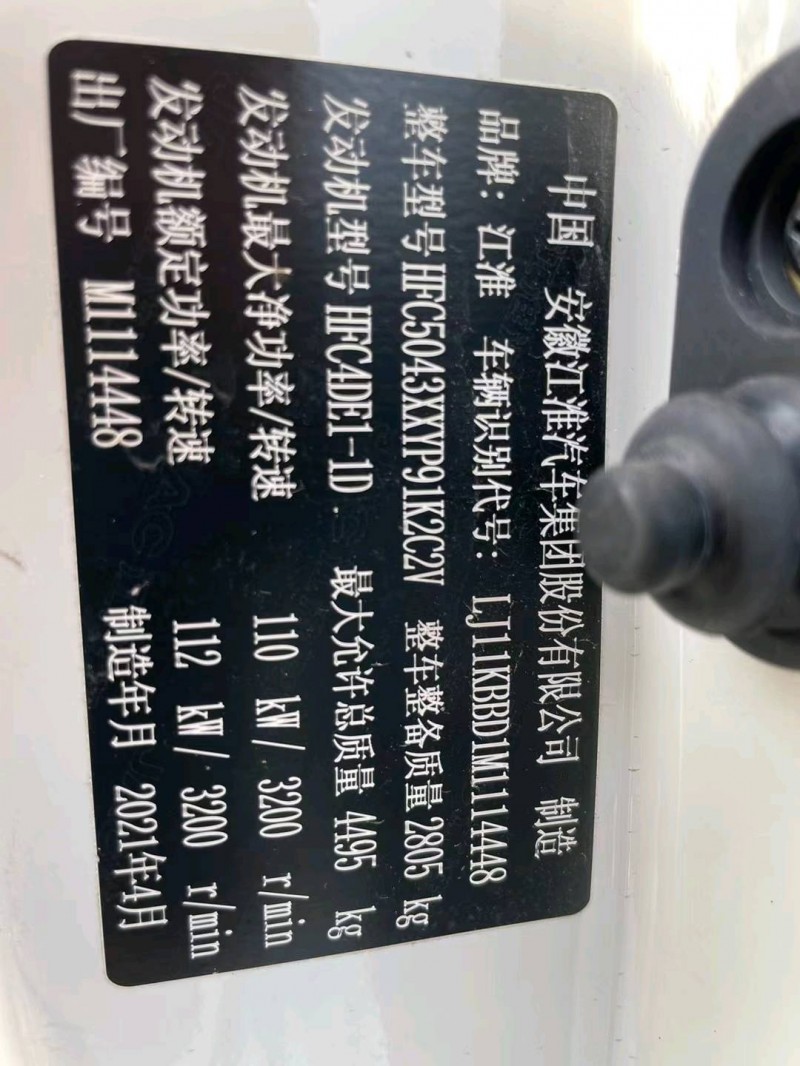 中国 安徽江淮汽车集团股份有限公司 制造
品牌：江淮 车辆识别代号：LJ11KBBD1M1114448
整车型号 HFC5043XXYP91K2C2V 整车整备质量 2805 kg
发动机型号 HFC4DE1-1D 最大允许总质量 4495 kg
发动机最大净功率/转速 110 kW/ 3200 r/min
发动机额定功率/转速 112 kW/ 3200 r/min
出厂编号 M1114448 制造年月 2021年4月